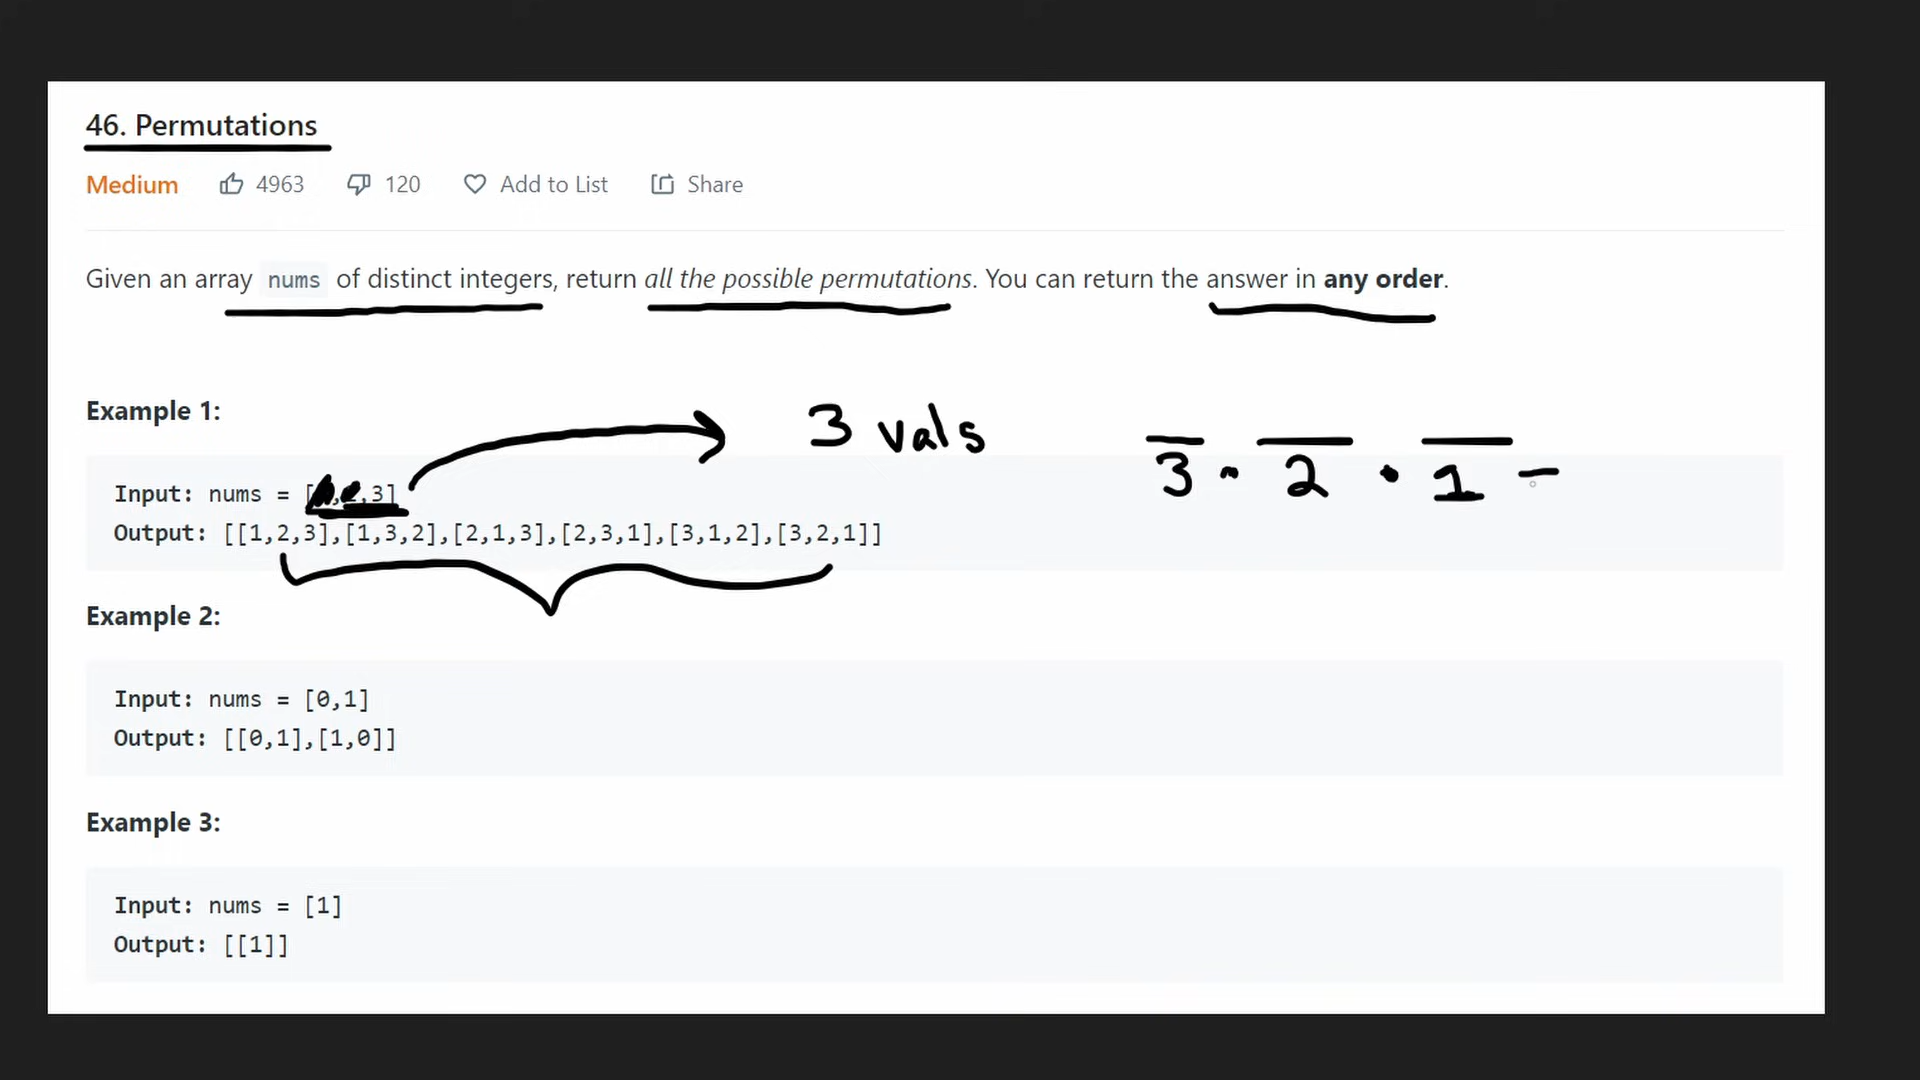 46. Permutations
Medium 4963 120 Add to List Share
Given an array nums of distinct integers, return all the possible permutations. You can return the answer in any order.
Example 1:
3 vals
3 · 2 · 1 =
Input: nums = [ , ,3]
Output: [[1,2,3],[1,3,2],[2,1,3],[2,3,1],[3,1,2],[3,2,1]]
Example 2:
Input: nums = [0,1]
Output: [[0,1],[1,0]]
Example 3:
Input: nums = [1]
Output: [[1]]